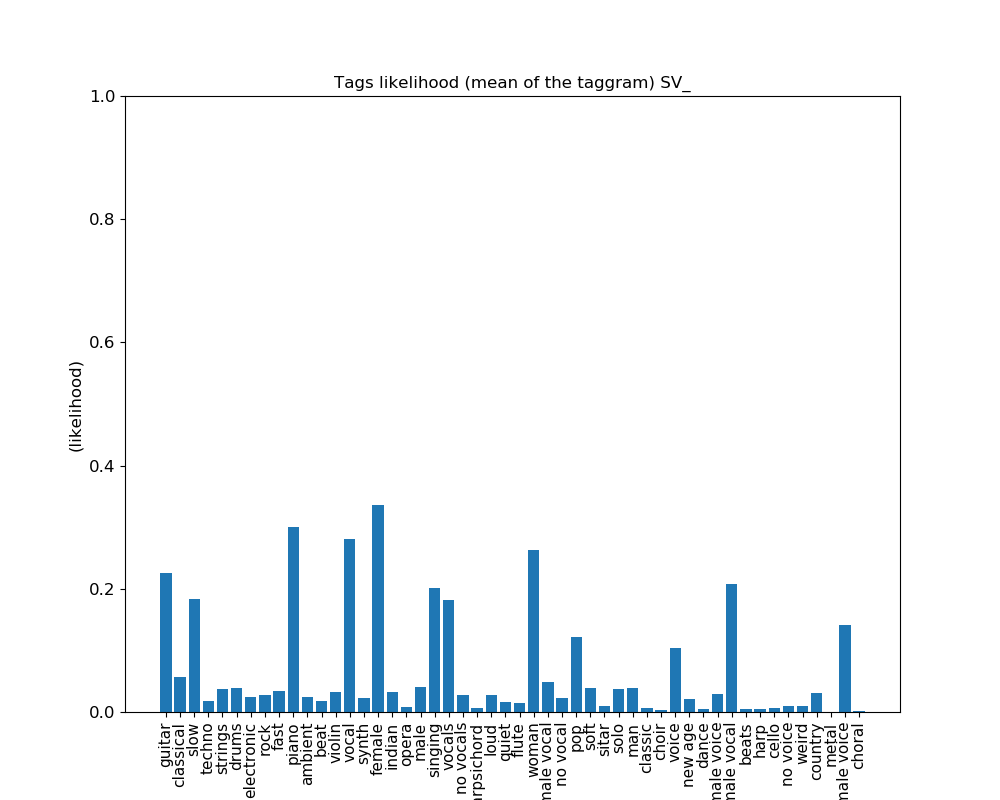 Tags likelihood (mean of the taggram) SV_
1.0
0.8
0.6
0.4
0.2
0.0
(likelihood)
guitar
classical
slow
techno
strings
drums
electronic
rock
fast
piano
ambient
beat
violin
vocal
synth
female
indian
opera
male
singing
vocals
no vocals
arpsichord
loud
quiet
flute
woman
male vocal
no vocal
pop
soft
sitar
solo
man
classic
choir
voice
new age
dance
male voice
male vocal
beats
harp
cello
no voice
weird
country
metal
male voice
choral